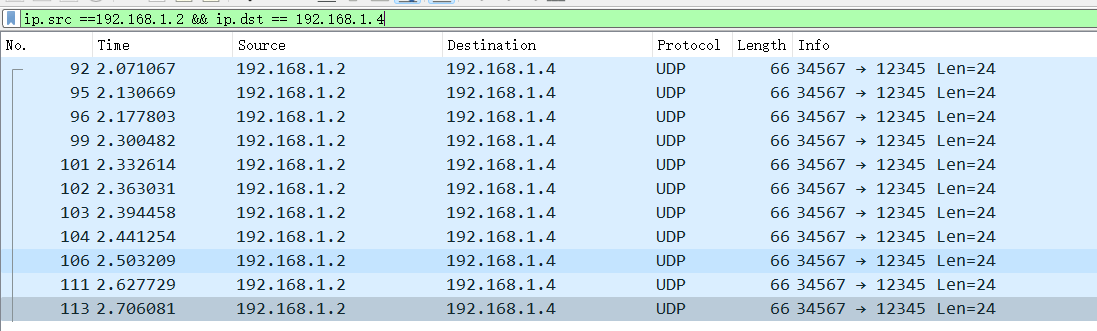 ip.src ==192.168.1.2 && ip.dst == 192.168.1.4
No. Time Source Destination Protocol Length Info
92 2.071067 192.168.1.2 192.168.1.4 UDP 66 34567 → 12345 Len=24
95 2.130669 192.168.1.2 192.168.1.4 UDP 66 34567 → 12345 Len=24
96 2.177803 192.168.1.2 192.168.1.4 UDP 66 34567 → 12345 Len=24
99 2.300482 192.168.1.2 192.168.1.4 UDP 66 34567 → 12345 Len=24
101 2.332614 192.168.1.2 192.168.1.4 UDP 66 34567 → 12345 Len=24
102 2.363031 192.168.1.2 192.168.1.4 UDP 66 34567 → 12345 Len=24
103 2.394458 192.168.1.2 192.168.1.4 UDP 66 34567 → 12345 Len=24
104 2.441254 192.168.1.2 192.168.1.4 UDP 66 34567 → 12345 Len=24
106 2.503209 192.168.1.2 192.168.1.4 UDP 66 34567 → 12345 Len=24
111 2.627729 192.168.1.2 192.168.1.4 UDP 66 34567 → 12345 Len=24
113 2.706081 192.168.1.2 192.168.1.4 UDP 66 34567 → 12345 Len=24